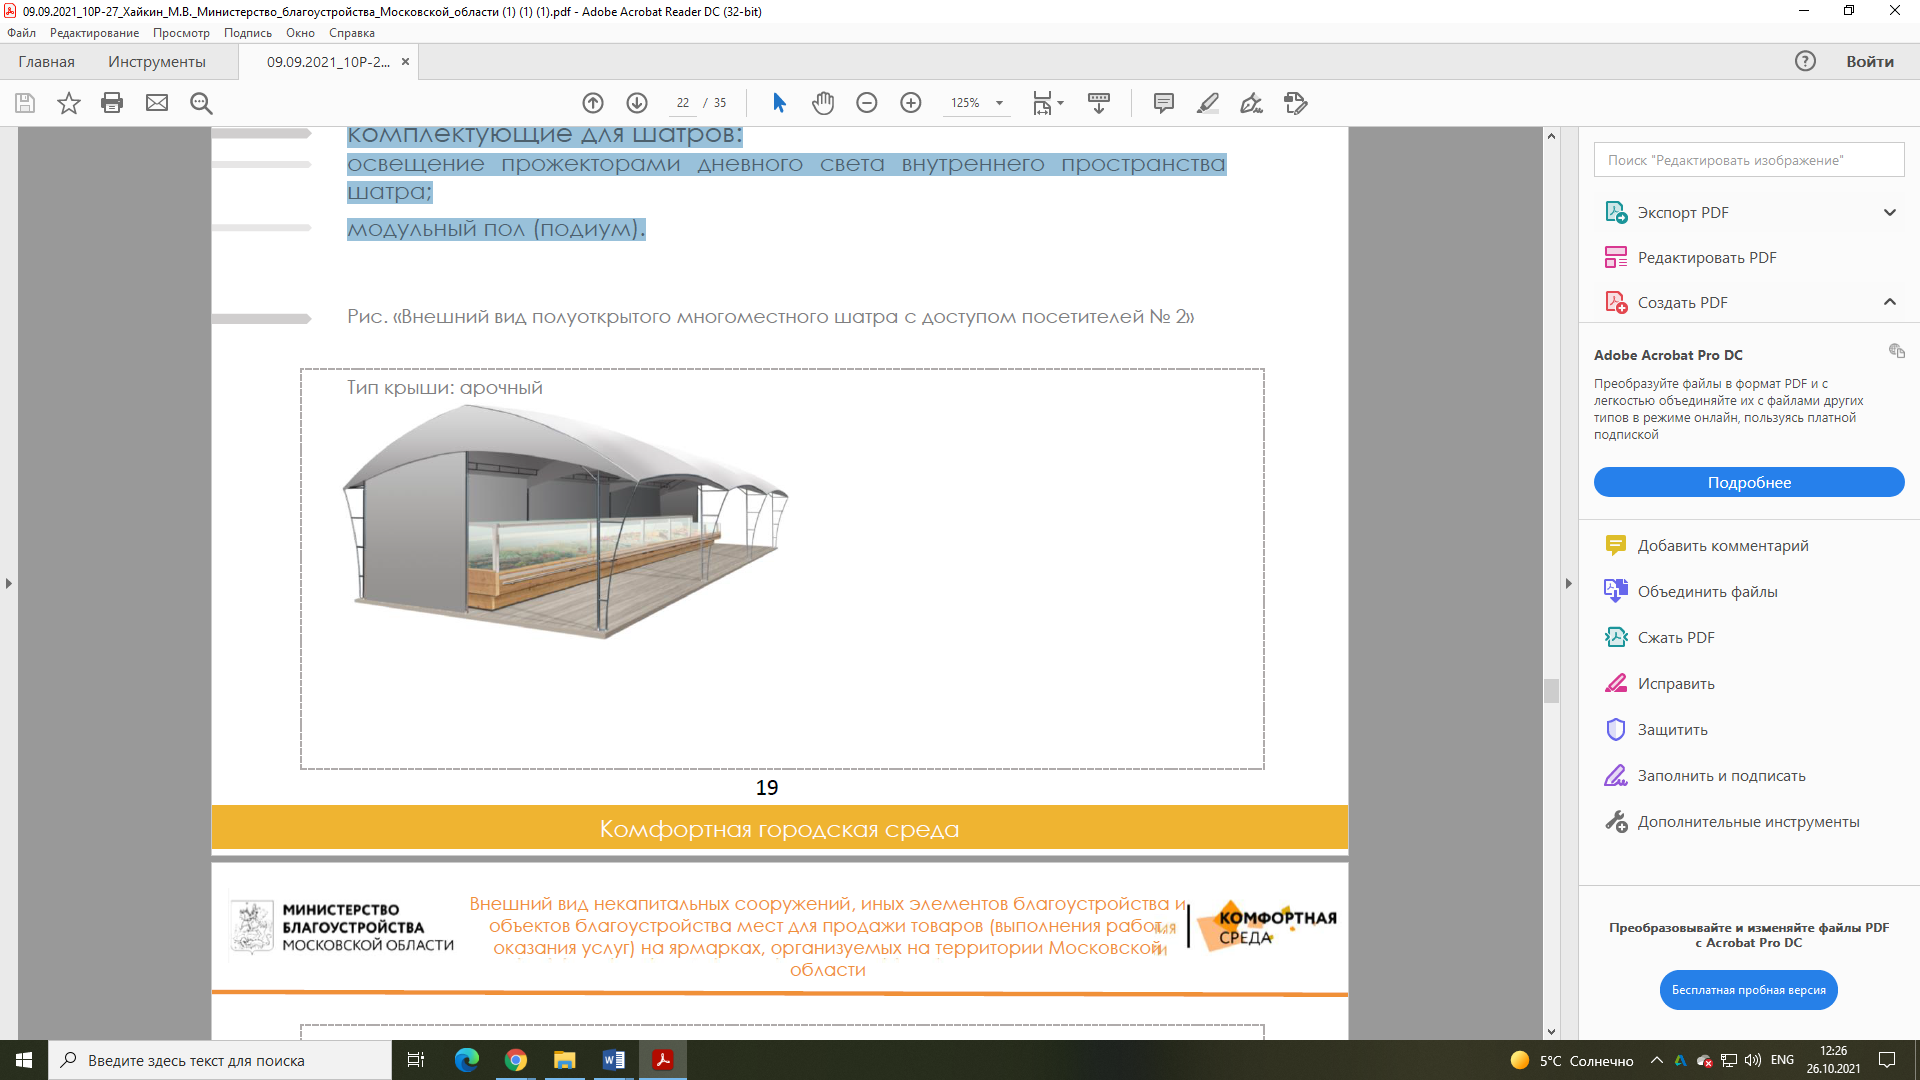 09.09.2021_10Р-27_Хайкин_М.В._Министерство_благоустройства_Московской_области (1) (1) (1).pdf - Adobe Acrobat Reader DC (32-bit)
Файл Редактирование Просмотр Подпись Окно Справка
Главная Инструменты 09.09.2021_10Р-2... × Войти
22 / 35 125%
комплектующие для шатров:
освещение прожекторами дневного света внутреннего пространства
шатра;
модульный пол (подиум).
Рис. «Внешний вид полуоткрытого многоместного шатра с доступом посетителей № 2»
Тип крыши: арочный
19
Комфортная городская среда
МИНИСТЕРСТВО
БЛАГОУСТРОЙСТВА
МОСКОВСКОЙ ОБЛАСТИ
Внешний вид некапитальных сооружений, иных элементов благоустройства и
объектов благоустройства мест для продажи товаров (выполнения работ,
оказания услуг) на ярмарках, организуемых на территории Московской
области
КОМФОРТНАЯ
СРЕДА
Поиск "Редактировать изображение"
Экспорт PDF
Редактировать PDF
Создать PDF
Adobe Acrobat Pro DC
Преобразуйте файлы в формат PDF и с
легкостью объединяйте их с файлами других
типов в режиме онлайн, пользуясь платной
подпиской
Подробнее
Добавить комментарий
Объединить файлы
Сжать PDF
Исправить
Защитить
Заполнить и подписать
Дополнительные инструменты
Преобразовывайте и изменяйте файлы PDF
с Acrobat Pro DC
Бесплатная пробная версия
Введите здесь текст для поиска
5°C Солнечно
ENG
12:26
26.10.2021